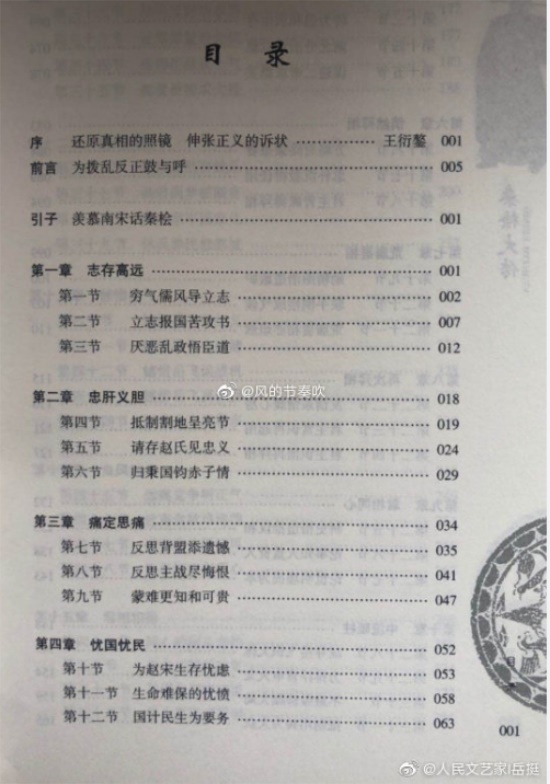 目 录
序 还原真相的照镜 伸张正义的诉状 王衍鍪 001
前言 为拨乱反正鼓与呼 005
引子 羡慕南宋话秦桧 001
第一章 志存高远 001
第一节 穷气儒风导立志 002
第二节 立志报国苦攻书 007
第三节 厌恶乱政悟臣道 012
@风的节奏吹
第二章 忠肝义胆 018
第四节 抵制割地呈亮节 019
第五节 请存赵氏见忠义 024
第六节 归秉国钧赤子情 029
第三章 痛定思痛 034
第七节 反思背盟添遗憾 035
第八节 反思主战尽悔恨 041
第九节 蒙难更知和可贵 047
第四章 忧国忧民 052
第十节 为赵宋生存忧虑 053
第十一节 生命难保的忧愤 058
第十二节 国计民生为要务 063
目
001
@人民文艺家l岳挺